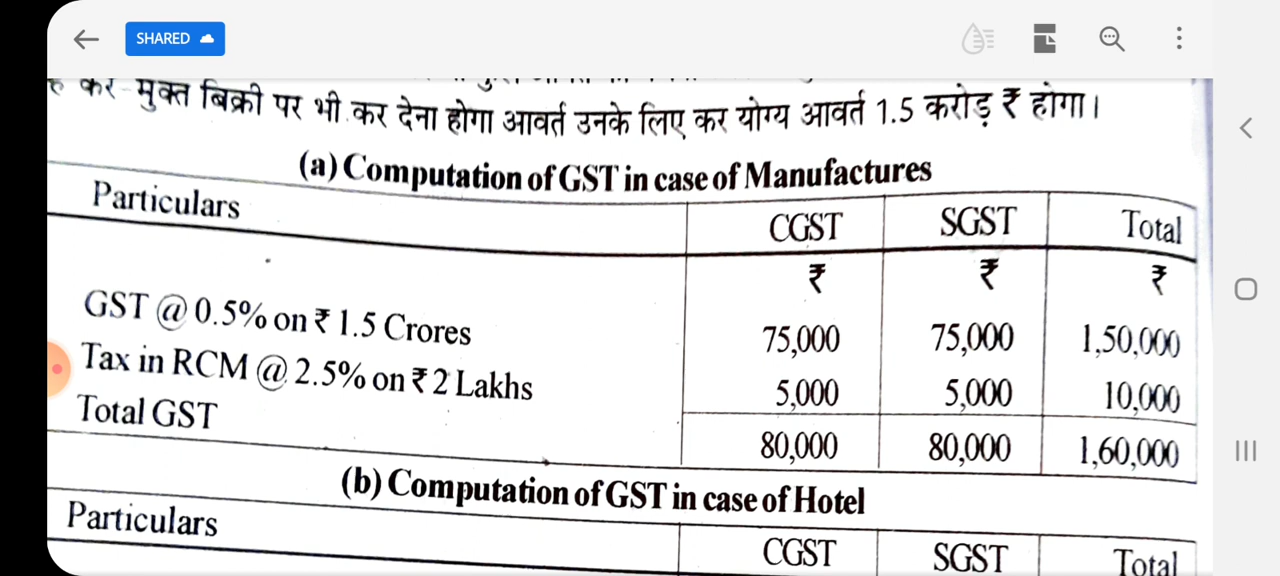 SHARED
कर मुक्त बिक्री पर भी कर देना होगा आवर्त उनके लिए कर योग्य आवर्त 1.5 करोड़ ₹ होगा।
(a) Computation of GST in case of Manufactures
Particulars CGST SGST Total
₹ ₹ ₹
GST @ 0.5% on ₹ 1.5 Crores 75,000 75,000 1,50,000
Tax in RCM @ 2.5% on ₹ 2 Lakhs 5,000 5,000 10,000
Total GST 80,000 80,000 1,60,000
(b) Computation of GST in case of Hotel
Particulars CGST SGST Total